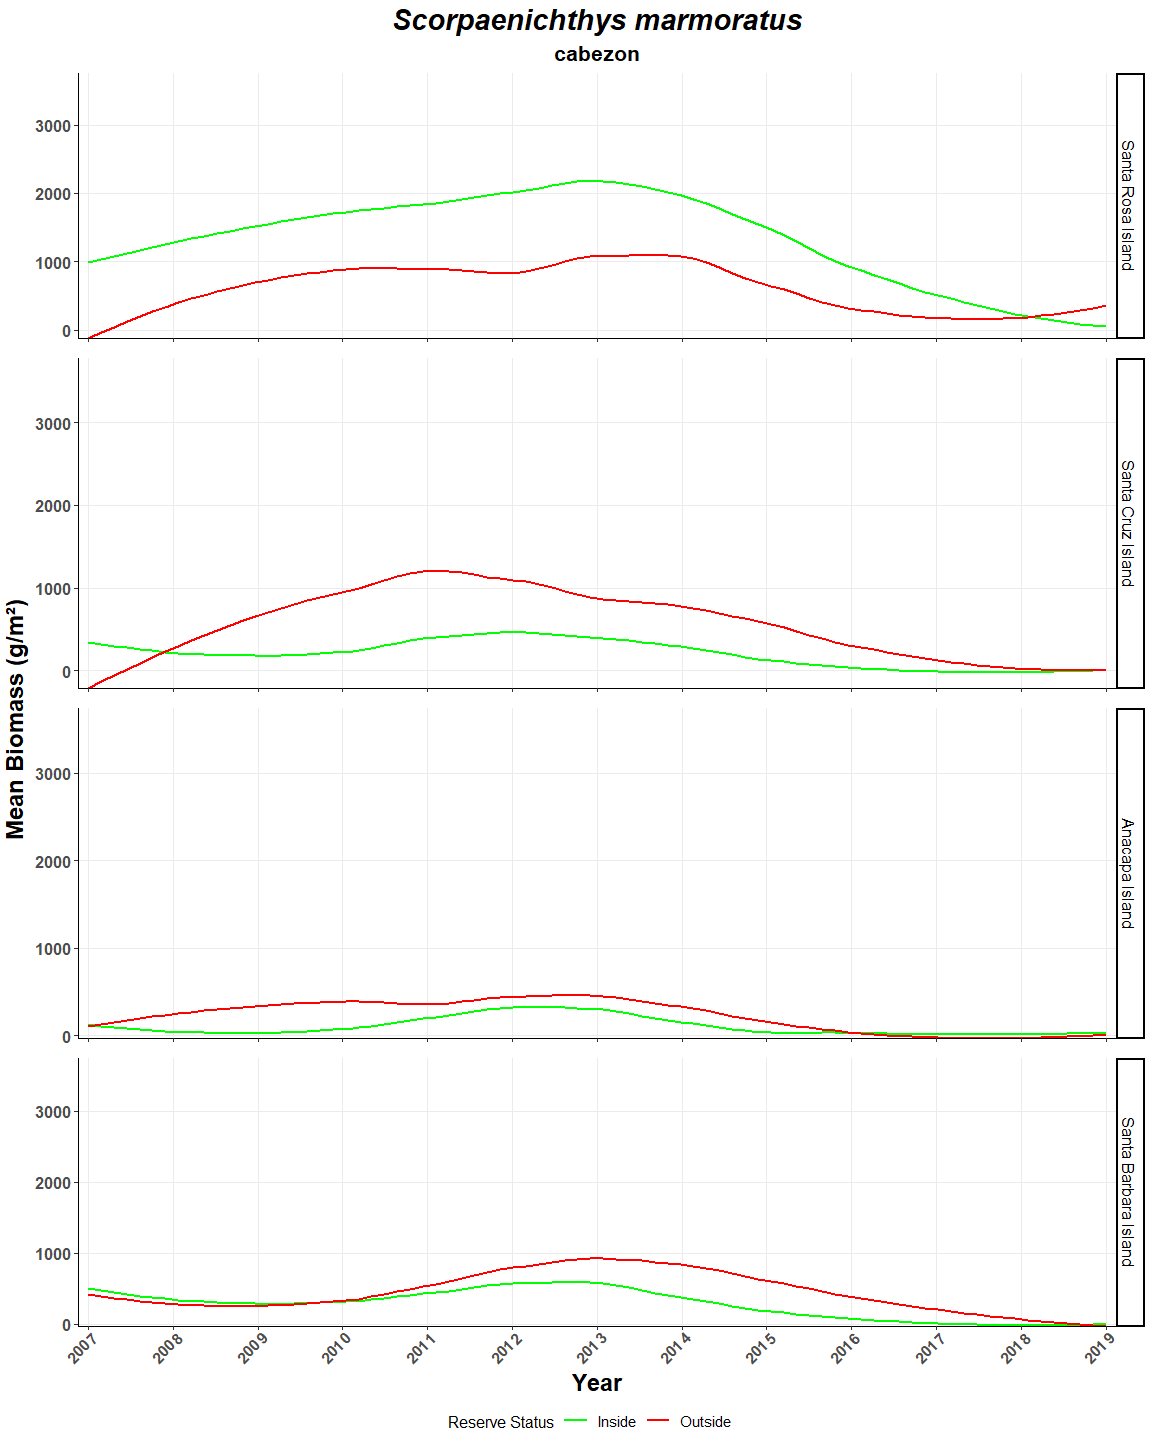 Scorpaenichthys marmoratus
cabezon
Mean Biomass (g/m²)
3000
2000
1000
0
Santa Rosa Island
3000
2000
1000
0
Santa Cruz Island
3000
2000
1000
0
Anacapa Island
3000
2000
1000
0
Santa Barbara Island
2007 2008 2009 2010 2011 2012 2013 2014 2015 2016 2017 2018 2019
Year
Reserve Status Inside Outside